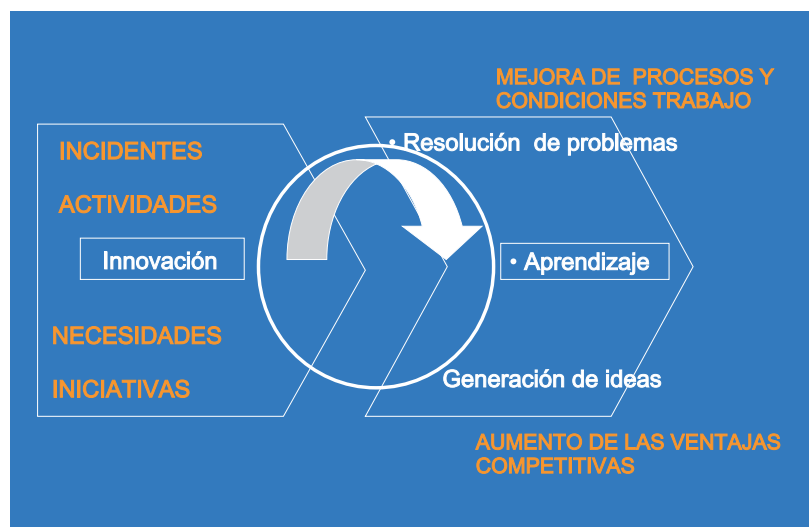 MEJORA DE PROCESOS Y
CONDICIONES TRABAJO
INCIDENTES
ACTIVIDADES
Innovación
NECESIDADES
INICIATIVAS
• Resolución de problemas
• Aprendizaje
Generación de ideas
AUMENTO DE LAS VENTAJAS
COMPETITIVAS